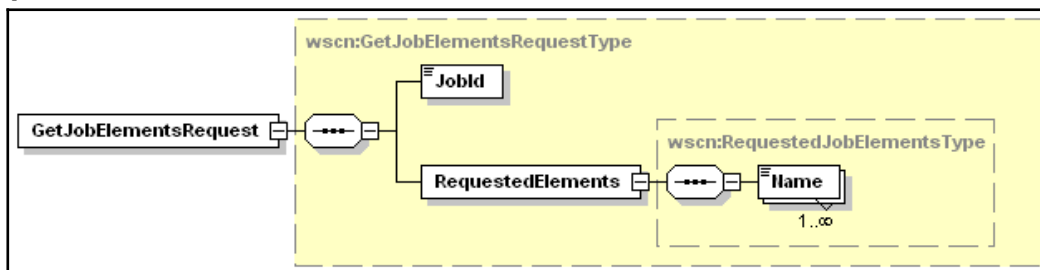 wscn:GetJobElementsRequestType
JobId
GetJobElementsRequest
wscn:RequestedJobElementsType
RequestedElements
Name
1..∞